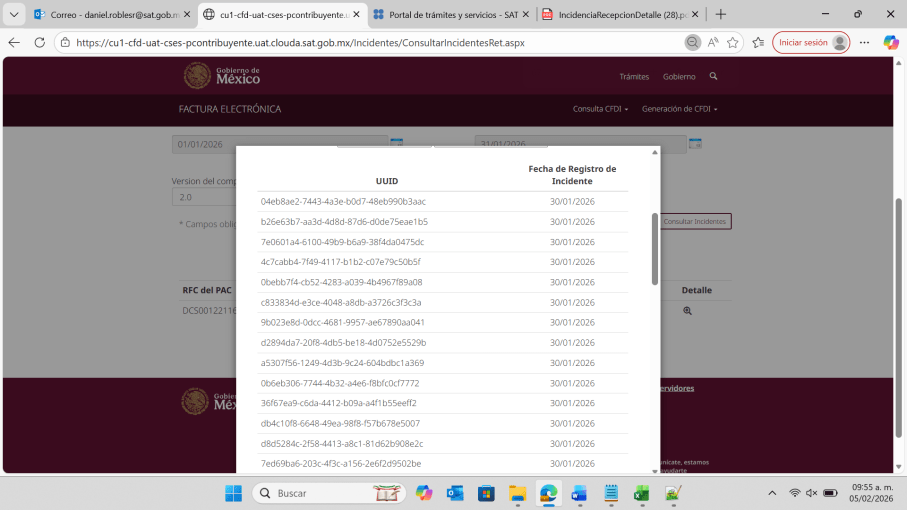 Correo - daniel.roblesr@sat.gob.m
https://cu1-cfd-uat-cses-pcontribu
Portal de trámites y servicios - SAT
IncidenciaRecepcionDetalle (28).p
https://cu1-cfd-uat-cses-pcontribuyente.uat.clouda.sat.gob.mx/Incidentes/ConsultarIncidentesRet.aspx
Iniciar sesión
Gobierno de
México
Trámites
Gobierno
FACTURA ELECTRÓNICA
Consulta CFDI
Generación de CFDI
01/01/2026
31/01/2026
Version del comp
2.0
* Campos oblig
Consultar Incidentes
RFC del PAC
Detalle
DCS00122116
UUID
Fecha de Registro de
Incidente
04eb8ae2-7443-4a3e-b0d7-48eb990b3aac 30/01/2026
b26e63b7-aa3d-4d8d-87d6-d0de75eae1b5 30/01/2026
7e0601a4-6100-49b9-b6a9-38f4da0475dc 30/01/2026
4c7cabb4-7f49-4117-b1b2-c07e79c50b5f 30/01/2026
0bebb7f4-cb52-4283-a039-4b4967f89a08 30/01/2026
c833834d-e3ce-4048-a8db-a3726c3f3c3a 30/01/2026
9b023e8d-0dcc-4681-9957-ae67890aa041 30/01/2026
d2894da7-20f8-4db5-be18-4d0752e5529b 30/01/2026
a5307f56-1249-4d3b-9c24-604bdbc1a369 30/01/2026
0b6eb306-7744-4b32-a4e6-f8bfc0cf7772 30/01/2026
36f67ea9-c6da-4412-b09a-a4f1b55eeff2 30/01/2026
db4c10f8-6648-49ea-98f8-f57b678e5007 30/01/2026
d8d5284c-2f58-4413-a8c1-81d62b908e2c 30/01/2026
7ed69ba6-203c-4f3c-a156-2e6f2d9502be 30/01/2026
Gobie
Mé
ervidores
nícate, estamos
yudarte
Buscar
09:55 a. m.
05/02/2026